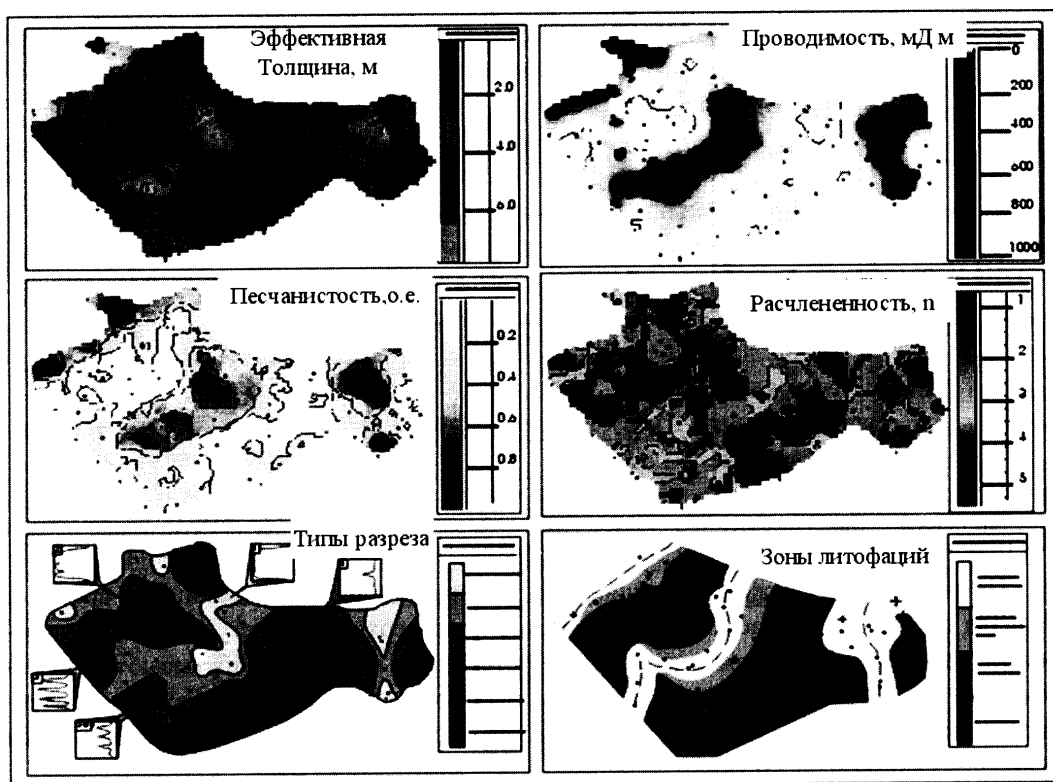 Эффективная
Толщина, м
2.0
4.0
6.0
Проводимость, мД м
0
200
400
600
800
1000
Песчанистость,о.е.
0.2
0.4
0.6
0.8
Расчлененность, n
1
2
3
4
5
Типы разреза
Зоны литофаций